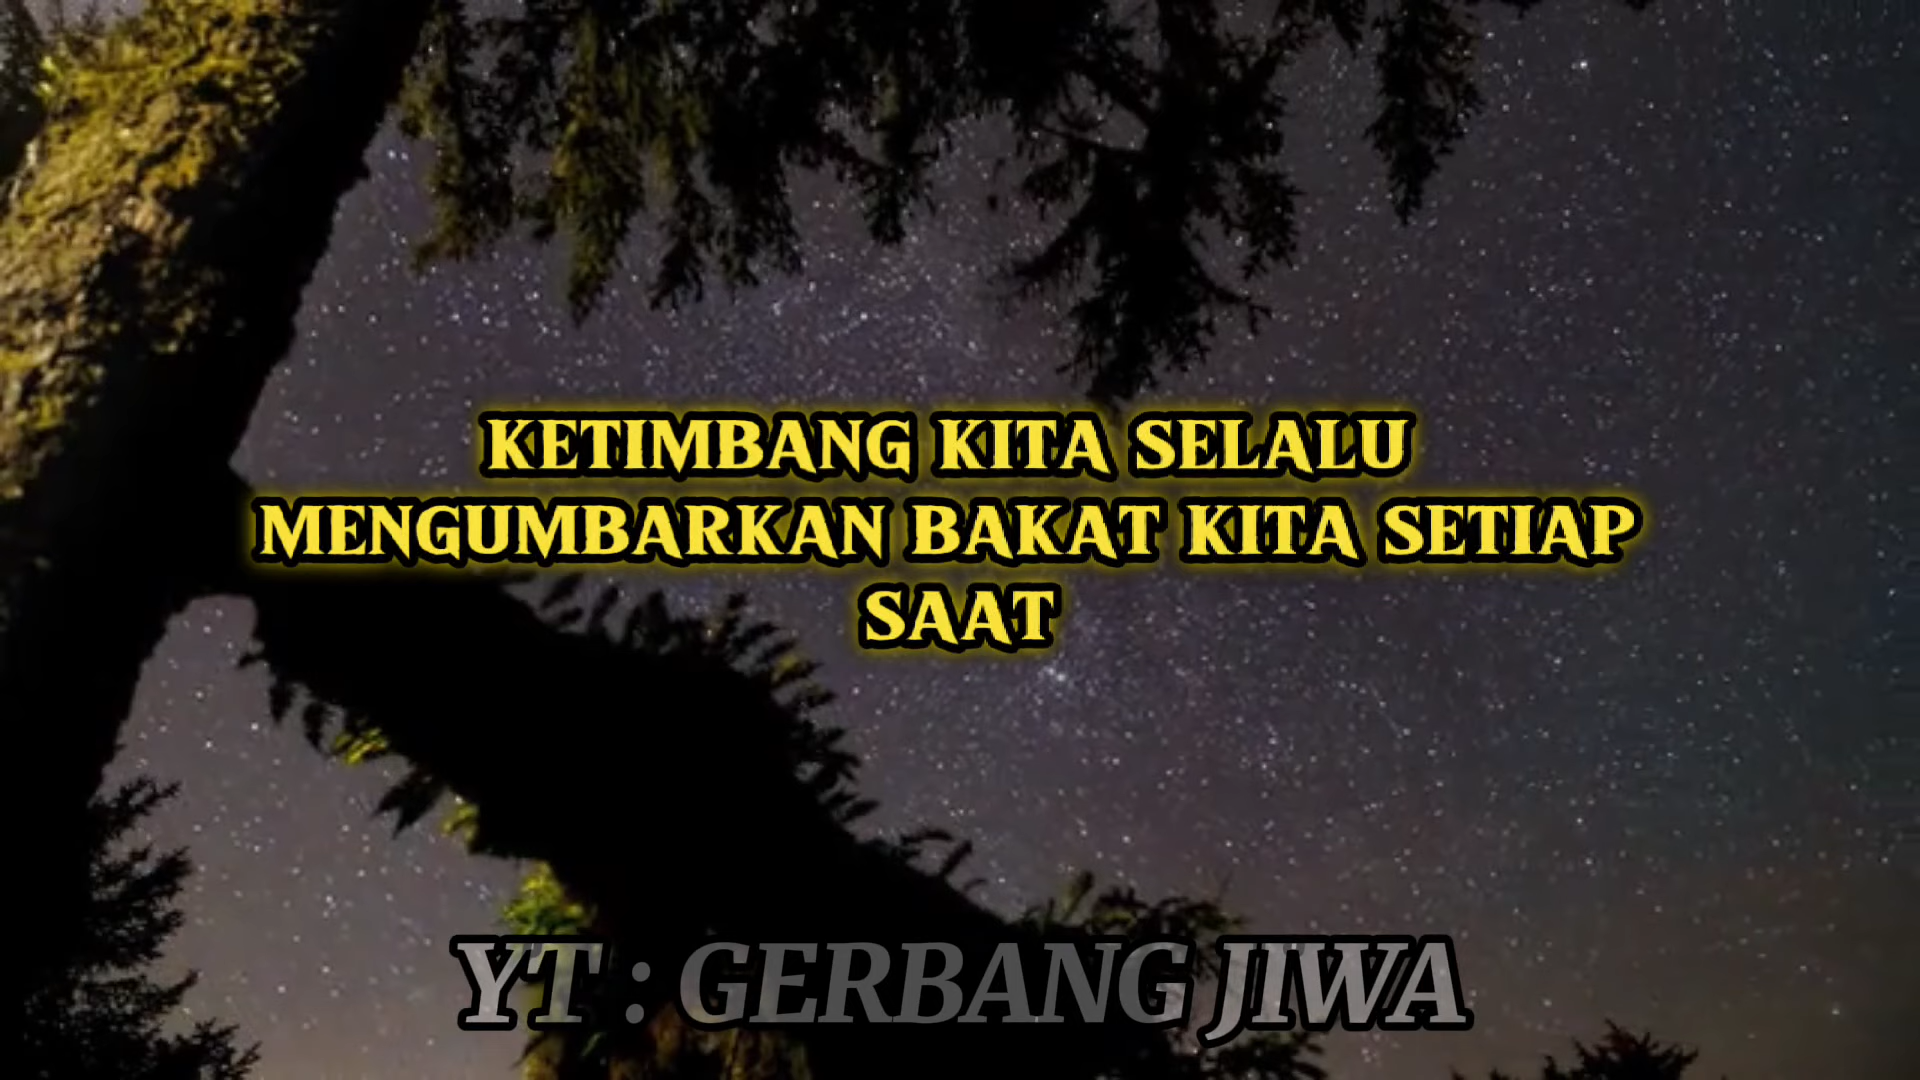 KETIMBANG KITA SELALU
MENGUMBARKAN BAKAT KITA SETIAP
SAAT
YT : GERBANG JIWA